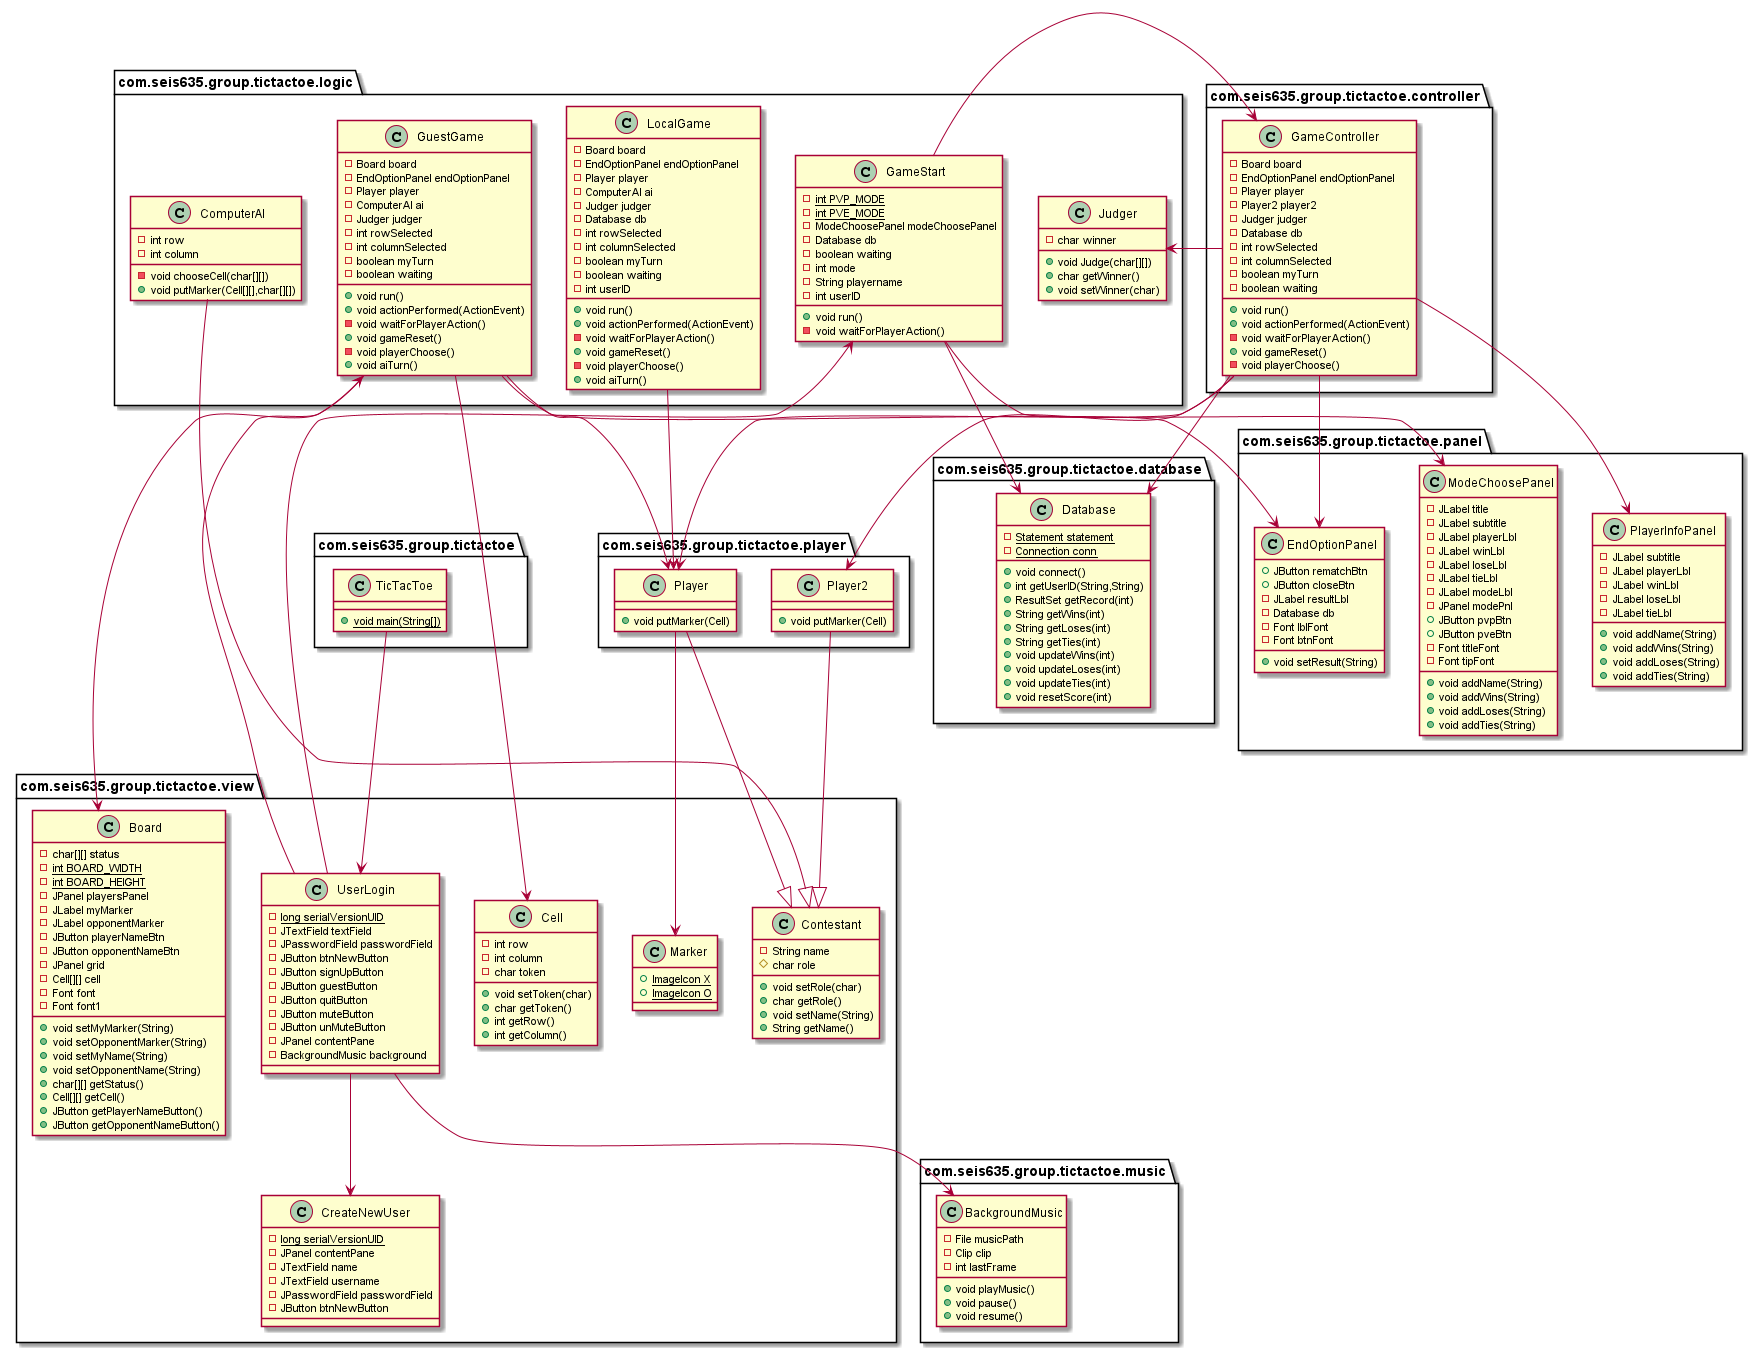 com.seis635.group.tictactoe.logic
C ComputerAI
int row
int column
void chooseCell(char[][])
void putMarker(Cell[][],char[][])
C GuestGame
Board board
EndOptionPanel endOptionPanel
Player player
ComputerAI ai
Judger judger
int rowSelected
int columnSelected
boolean myTurn
boolean waiting
void run()
void actionPerformed(ActionEvent)
void waitForPlayerAction()
void gameReset()
void playerChoose()
void aiTurn()
C LocalGame
Board board
EndOptionPanel endOptionPanel
Player player
ComputerAI ai
Judger judger
Database db
int rowSelected
int columnSelected
boolean myTurn
boolean waiting
int userID
void run()
void actionPerformed(ActionEvent)
void waitForPlayerAction()
void gameReset()
void playerChoose()
void aiTurn()
C GameStart
int PVP_MODE
int PVE_MODE
ModeChoosePanel modeChoosePanel
Database db
boolean waiting
int mode
String playername
int userID
void run()
void waitForPlayerAction()
C Judger
char winner
void Judge(char[][])
char getWinner()
void setWinner(char)
com.seis635.group.tictactoe.controller
C GameController
Board board
EndOptionPanel endOptionPanel
Player player
Player2 player2
Judger judger
Database db
int rowSelected
int columnSelected
boolean myTurn
boolean waiting
void run()
void actionPerformed(ActionEvent)
void waitForPlayerAction()
void gameReset()
void playerChoose()
com.seis635.group.tictactoe
C TicTacToe
void main(String[])
com.seis635.group.tictactoe.player
C Player
void putMarker(Cell)
C Player2
void putMarker(Cell)
com.seis635.group.tictactoe.database
C Database
Statement statement
Connection conn
void connect()
int getUserID(String,String)
ResultSet getRecord(int)
String getWins(int)
String getLoses(int)
String getTies(int)
void updateWins(int)
void updateLoses(int)
void updateTies(int)
void resetScore(int)
com.seis635.group.tictactoe.panel
C EndOptionPanel
JButton rematchBtn
JButton closeBtn
JLabel resultLbl
Database db
Font lblFont
Font btnFont
void setResult(String)
C ModeChoosePanel
JLabel title
JLabel subtitle
JLabel playerLbl
JLabel winLbl
JLabel loseLbl
JLabel tieLbl
JLabel modeLbl
JPanel modePnl
JButton pvpBtn
JButton pveBtn
Font titleFont
Font tipFont
void addName(String)
void addWins(String)
void addLoses(String)
void addTies(String)
C PlayerInfoPanel
JLabel subtitle
JLabel playerLbl
JLabel winLbl
JLabel loseLbl
JLabel tieLbl
void addName(String)
void addWins(String)
void addLoses(String)
void addTies(String)
com.seis635.group.tictactoe.view
C Board
char[][] status
int BOARD_WIDTH
int BOARD_HEIGHT
JPanel playersPanel
JLabel myMarker
JLabel opponentMarker
JButton playerNameBtn
JButton opponentNameBtn
JPanel grid
Cell[][] cell
Font font
Font font1
void setMyMarker(String)
void setOpponentMarker(String)
void setMyName(String)
void setOpponentName(String)
char[][] getStatus()
Cell[][] getCell()
JButton getPlayerNameButton()
JButton getOpponentNameButton()
C UserLogin
long serialVersionUID
JTextField textField
JPasswordField passwordField
JButton btnNewButton
JButton signUpButton
JButton guestButton
JButton quitButton
JButton muteButton
JButton unMuteButton
JPanel contentPane
BackgroundMusic background
C Cell
int row
int column
char token
void setToken(char)
char getToken()
int getRow()
int getColumn()
C Marker
ImageIcon X
ImageIcon O
C Contestant
String name
char role
void setRole(char)
char getRole()
void setName(String)
String getName()
C CreateNewUser
long serialVersionUID
JPanel contentPane
JTextField name
JTextField username
JPasswordField passwordField
JButton btnNewButton
com.seis635.group.tictactoe.music
C BackgroundMusic
File musicPath
Clip clip
int lastFrame
void playMusic()
void pause()
void resume()